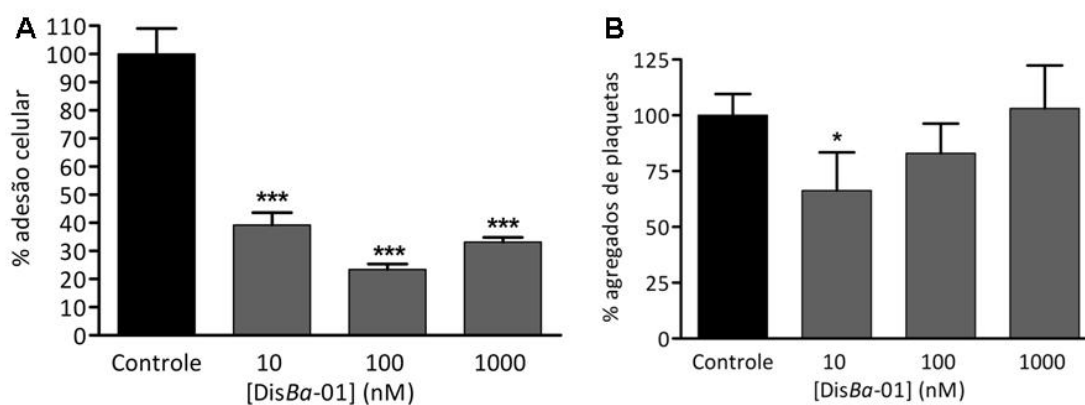 A
% adesão celular
110
100
90
80
70
60
50
40
30
20
10
0
***
***
***
Controle 10 100 1000
[DisBa-01] (nM)
B
% agregados de plaquetas
125
100
75
50
25
0
*
Controle 10 100 1000
[DisBa-01] (nM)